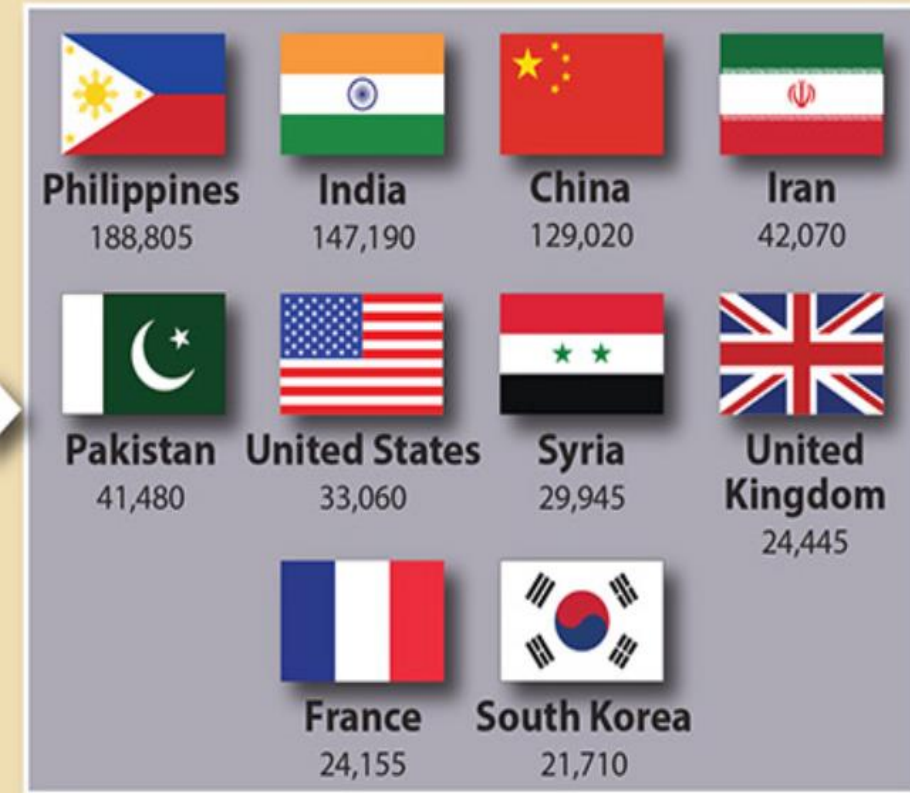 Philippines India China Iran
188,805 147,190 129,020 42,070
Pakistan United States Syria United Kingdom
41,480 33,060 29,945 24,445
France South Korea
24,155 21,710